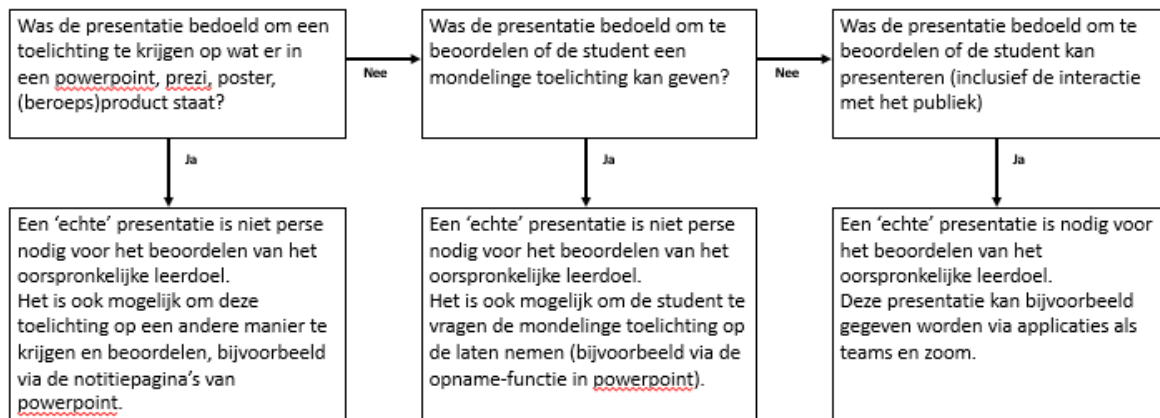 Was de presentatie bedoeld om een
toelichting te krijgen op wat er in
een powerpoint, prezi, poster,
(beroeps)product staat?
Nee
Was de presentatie bedoeld om te
beoordelen of de student een
mondelinge toelichting kan geven?
Nee
Was de presentatie bedoeld om te
beoordelen of de student kan
presenteren (inclusief de interactie
met het publiek)
Ja
Ja
Ja
Een ‘echte’ presentatie is niet perse
nodig voor het beoordelen van het
oorspronkelijke leerdoel.
Het is ook mogelijk om deze
toelichting op een andere manier te
krijgen en beoordelen, bijvoorbeeld
via de notitiepagina’s van
powerpoint.
Een ‘echte’ presentatie is niet perse
nodig voor het beoordelen van het
oorspronkelijke leerdoel.
Het is ook mogelijk om de student te
vragen de mondelinge toelichting op
de laten nemen (bijvoorbeeld via de
opname-functie in powerpoint).
Een ‘echte’ presentatie is nodig voor
het beoordelen van het
oorspronkelijke leerdoel.
Deze presentatie kan bijvoorbeeld
gegeven worden via applicaties als
teams en zoom.